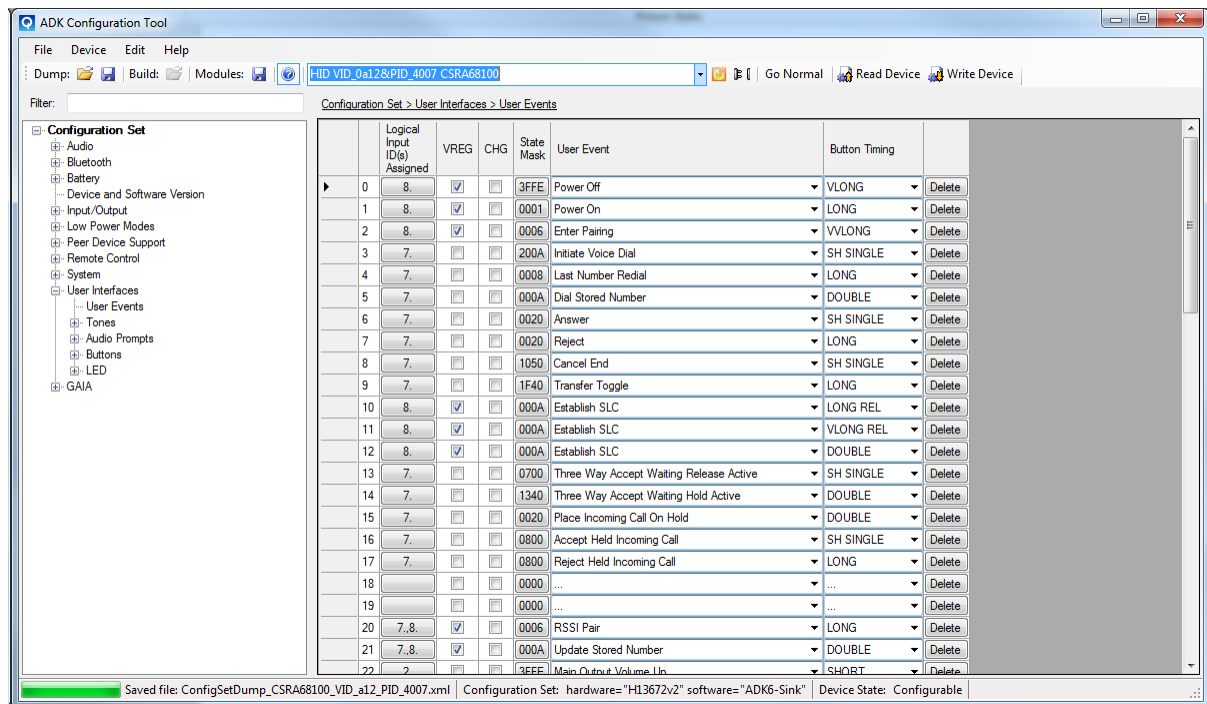 ADK Configuration Tool
File Device Edit Help
Dump: Build: Modules: HID VID_0a12&PID_4007 CSRA68100 Go Normal Read Device Write Device
Filter:
Configuration Set > User Interfaces > User Events
Configuration Set
Audio
Bluetooth
Battery
Device and Software Version
Input/Output
Low Power Modes
Peer Device Support
Remote Control
System
User Interfaces
User Events
Tones
Audio Prompts
Buttons
LED
GAIA
Logical Input ID(s) Assigned VREG CHG State Mask User Event Button Timing
0 8. 3FFE Power Off VLONG Delete
1 8. 0001 Power On LONG Delete
2 8. 0006 Enter Pairing VVLONG Delete
3 7. 200A Initiate Voice Dial SH SINGLE Delete
4 7. 0008 Last Number Redial LONG Delete
5 7. 000A Dial Stored Number DOUBLE Delete
6 7. 0020 Answer SH SINGLE Delete
7 7. 0020 Reject LONG Delete
8 7. 1050 Cancel End SH SINGLE Delete
9 7. 1F40 Transfer Toggle LONG Delete
10 8. 000A Establish SLC LONG REL Delete
11 8. 000A Establish SLC VLONG REL Delete
12 8. 000A Establish SLC DOUBLE Delete
13 7. 0700 Three Way Accept Waiting Release Active SH SINGLE Delete
14 7. 1340 Three Way Accept Waiting Hold Active DOUBLE Delete
15 7. 0020 Place Incoming Call On Hold DOUBLE Delete
16 7. 0800 Accept Held Incoming Call SH SINGLE Delete
17 7. 0800 Reject Held Incoming Call LONG Delete
18 0000 ... ... Delete
19 0000 ... ... Delete
20 7.,8. 0006 RSSI Pair LONG Delete
21 7.,8. 000A Update Stored Number DOUBLE Delete
22 2. 3FFE Main Output Volume Up SHORT Delete
Saved file: ConfigSetDump_CSRA68100_VID_a12_PID_4007.xml Configuration Set: hardware="H13672v2" software="ADK6-Sink" Device State: Configurable